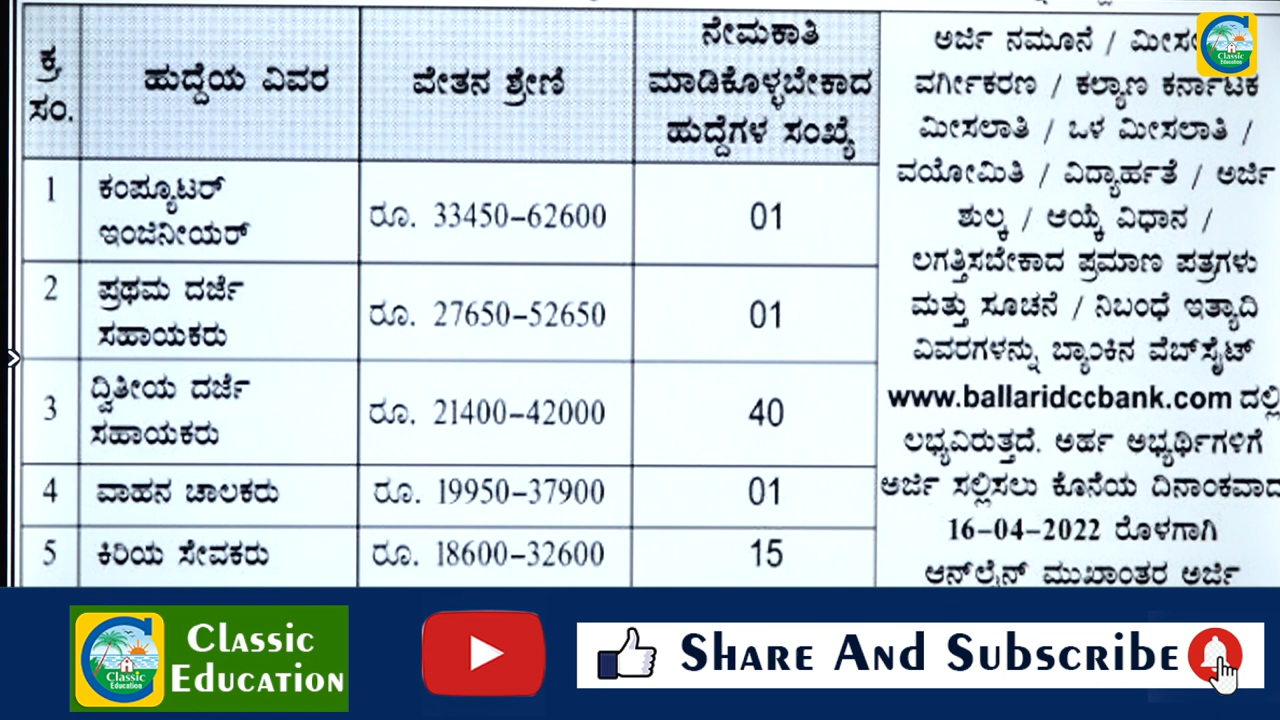 ಕ್ರ.
ಸಂ.
ಹುದ್ದೆಯ ವಿವರ
ವೇತನ ಶ್ರೇಣಿ
ನೇಮಕಾತಿ
ಮಾಡಿಕೊಳ್ಳಬೇಕಾದ
ಹುದ್ದೆಗಳ ಸಂಖ್ಯೆ
1
ಕಂಪ್ಯೂಟರ್
ಇಂಜಿನೀಯರ್
ರೂ. 33450-62600
01
2
ಪ್ರಥಮ ದರ್ಜೆ
ಸಹಾಯಕರು
ರೂ. 27650-52650
01
3
ದ್ವಿತೀಯ ದರ್ಜೆ
ಸಹಾಯಕರು
ರೂ. 21400-42000
40
4
ವಾಹನ ಚಾಲಕರು
ರೂ. 19950-37900
01
5
ಕಿರಿಯ ಸೇವಕರು
ರೂ. 18600-32600
15
ಅರ್ಜಿ ನಮೂನೆ /
ವರ್ಗೀಕರಣ / ಕಲ್ಯಾಣ ಕರ್ನಾಟಕ
ಮೀಸಲಾತಿ / ಒಳ ಮೀಸಲಾತಿ /
ವಯೋಮಿತಿ / ವಿದ್ಯಾರ್ಹತೆ / ಅರ್ಜಿ
ಶುಲ್ಕ / ಆಯ್ಕೆ ವಿಧಾನ /
ಲಗತ್ತಿಸಬೇಕಾದ ಪ್ರಮಾಣ ಪತ್ರಗಳು
ಮತ್ತು ಸೂಚನೆ / ನಿಬಂಧೆ ಇತ್ಯಾದಿ
ವಿವರಗಳನ್ನು ಬ್ಯಾಂಕಿನ ವೆಬ್‌ಸೈಟ್
www.ballaridccbank.com ದಲ್ಲಿ
ಲಭ್ಯವಿರುತ್ತದೆ. ಅರ್ಹ ಅಭ್ಯರ್ಥಿಗಳಿಗೆ
ಅರ್ಜಿ ಸಲ್ಲಿಸಲು ಕೊನೆಯ ದಿನಾಂಕವಾದ
16-04-2022 ರೊಳಗಾಗಿ
ಆನ್‌ಲೈನ್ ಮುಖಾಂತರ ಅರ್ಜಿ
Classic
Education
Classic
Education
Classic
Education
Share And Subscribe